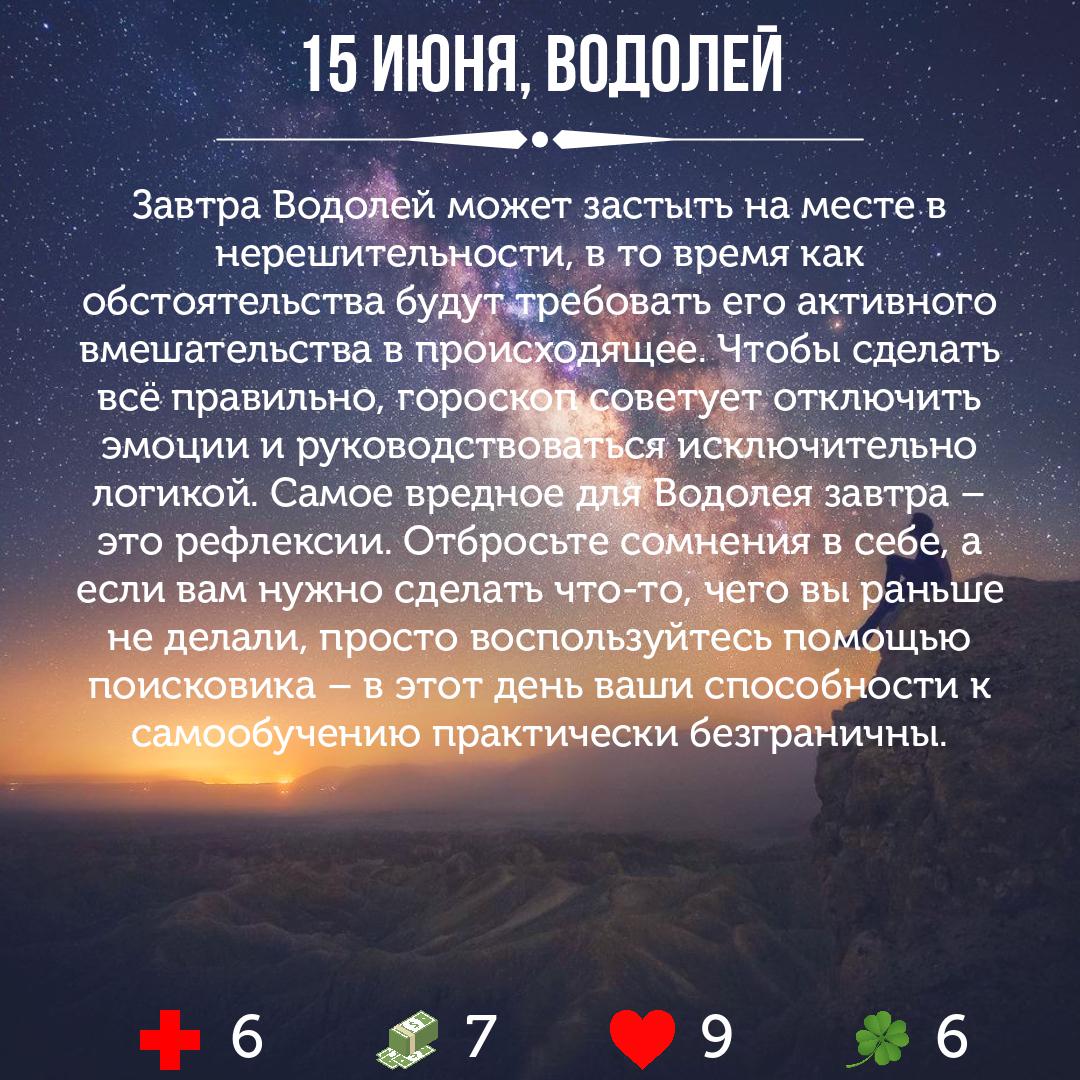 15 ИЮНЯ, ВОДОЛЕЙ
Завтра Водолей может застыть на месте в
нерешительности, в то время как
обстоятельства будут требовать его активного
вмешательства в происходящее. Чтобы сделать
всё правильно, гороскоп советует отключить
эмоции и руководствоваться исключительно
логикой. Самое вредное для Водолея завтра –
это рефлексии. Отбросьте сомнения в себе, а
если вам нужно сделать что-то, чего вы раньше
не делали, просто воспользуйтесь помощью
поисковика – в этот день ваши способности к
самообучению практически безграничны.
6 7 9 6